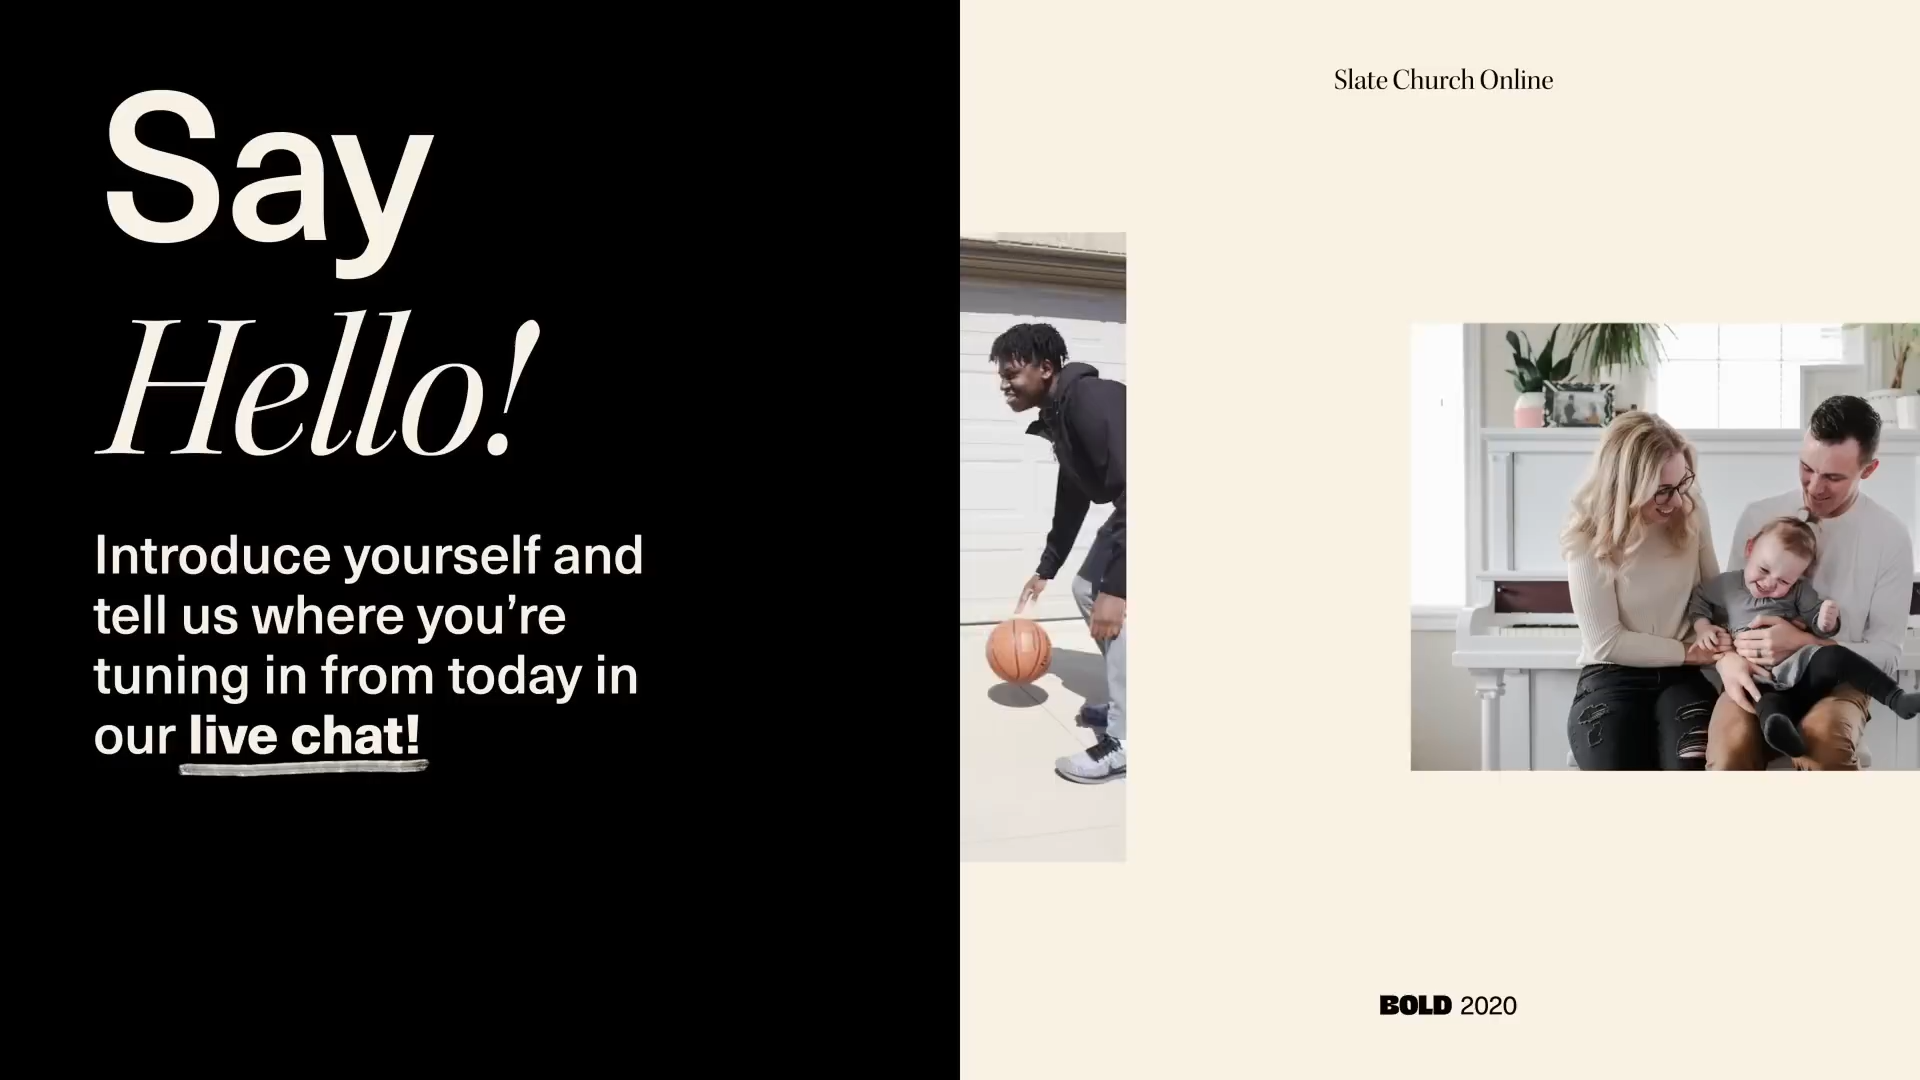 Say
Hello!
Introduce yourself and
tell us where you’re
tuning in from today in
our live chat!
Slate Church Online
BOLD 2020